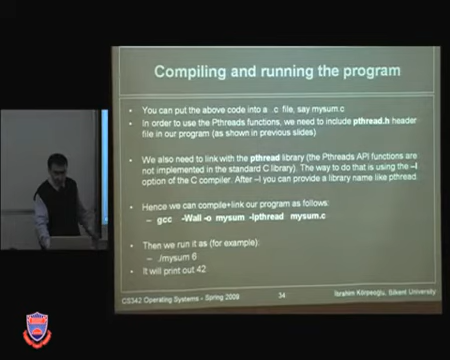 Compiling and running the program
You can put the above code into a .c file, say mysum.c
In order to use the Pthreads functions, we need to include pthread.h header
file in our program (as shown in previous slides)
We also need to link with the pthread library (the Pthreads API functions
are not implemented in the standard C library). The way to do that is using the –l
option of the C compiler. After –l you can provide a library name like pthread.
Hence we can compile+link our program as follows:
– gcc -Wall -o mysum -lpthread mysum.c
Then we run it as (for example):
– ./mysum 6
It will print out 42
CS342 Operating Systems - Spring 2009 34 Ibrahim Körpeoglu, Bilkent University